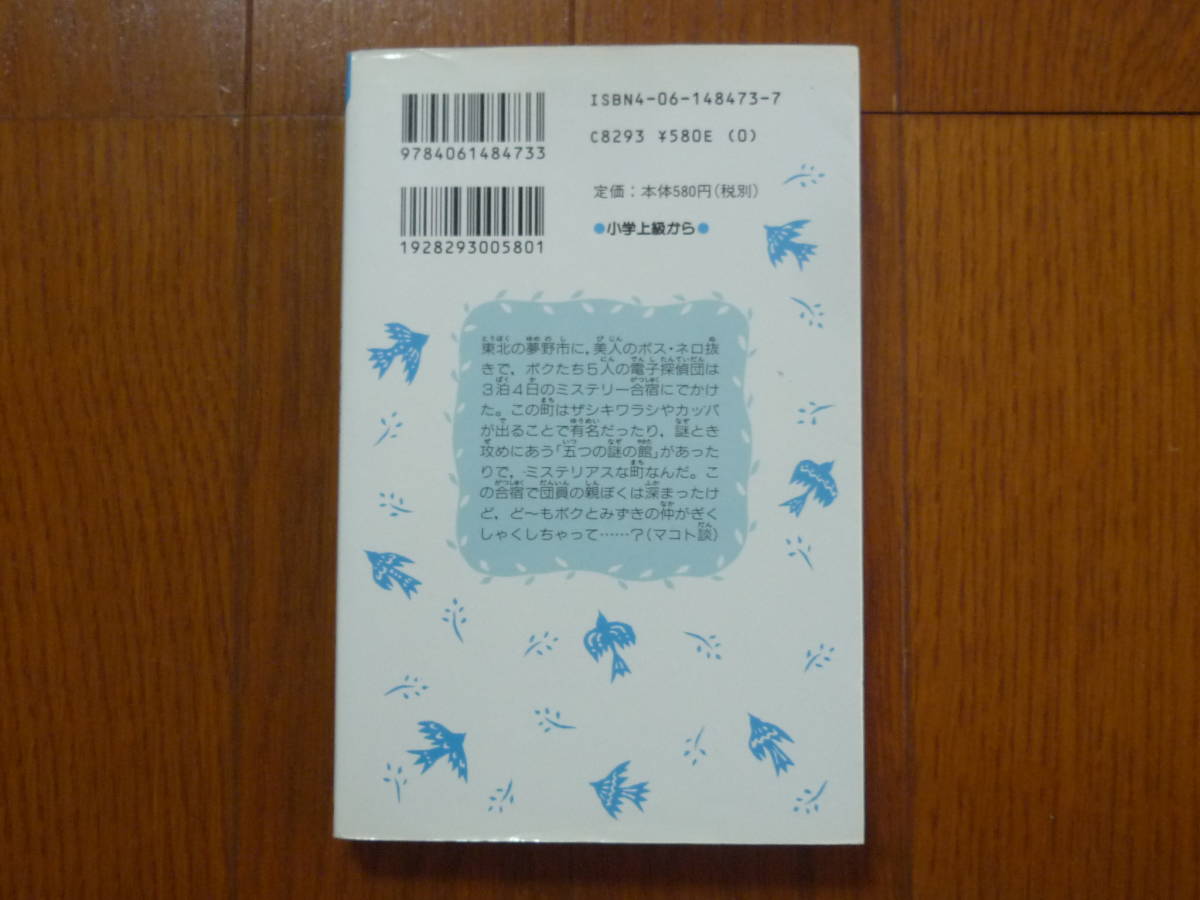 ISBN4-06-148473-7
C8293 ¥580E (0)
9784061484733
定価：本体580円(税別)
●小学上級から●
1928293005801
東北の夢野市に，美人のボス・ネロ抜
きで，ボクたち5人の電子探偵団は
3泊4日のミステリー合宿にでかけ
た。この町はザシキワラシやカッパ
が出ることで有名だったり，謎とき
攻めにあう「五つの謎の館」があった
りで，ミステリアスな町なんだ。こ
の合宿で団員の親ぼくは深まったけ
ど，ど〜もボクとみずきの仲がぎく
しゃくしちゃって……？(マコト談)